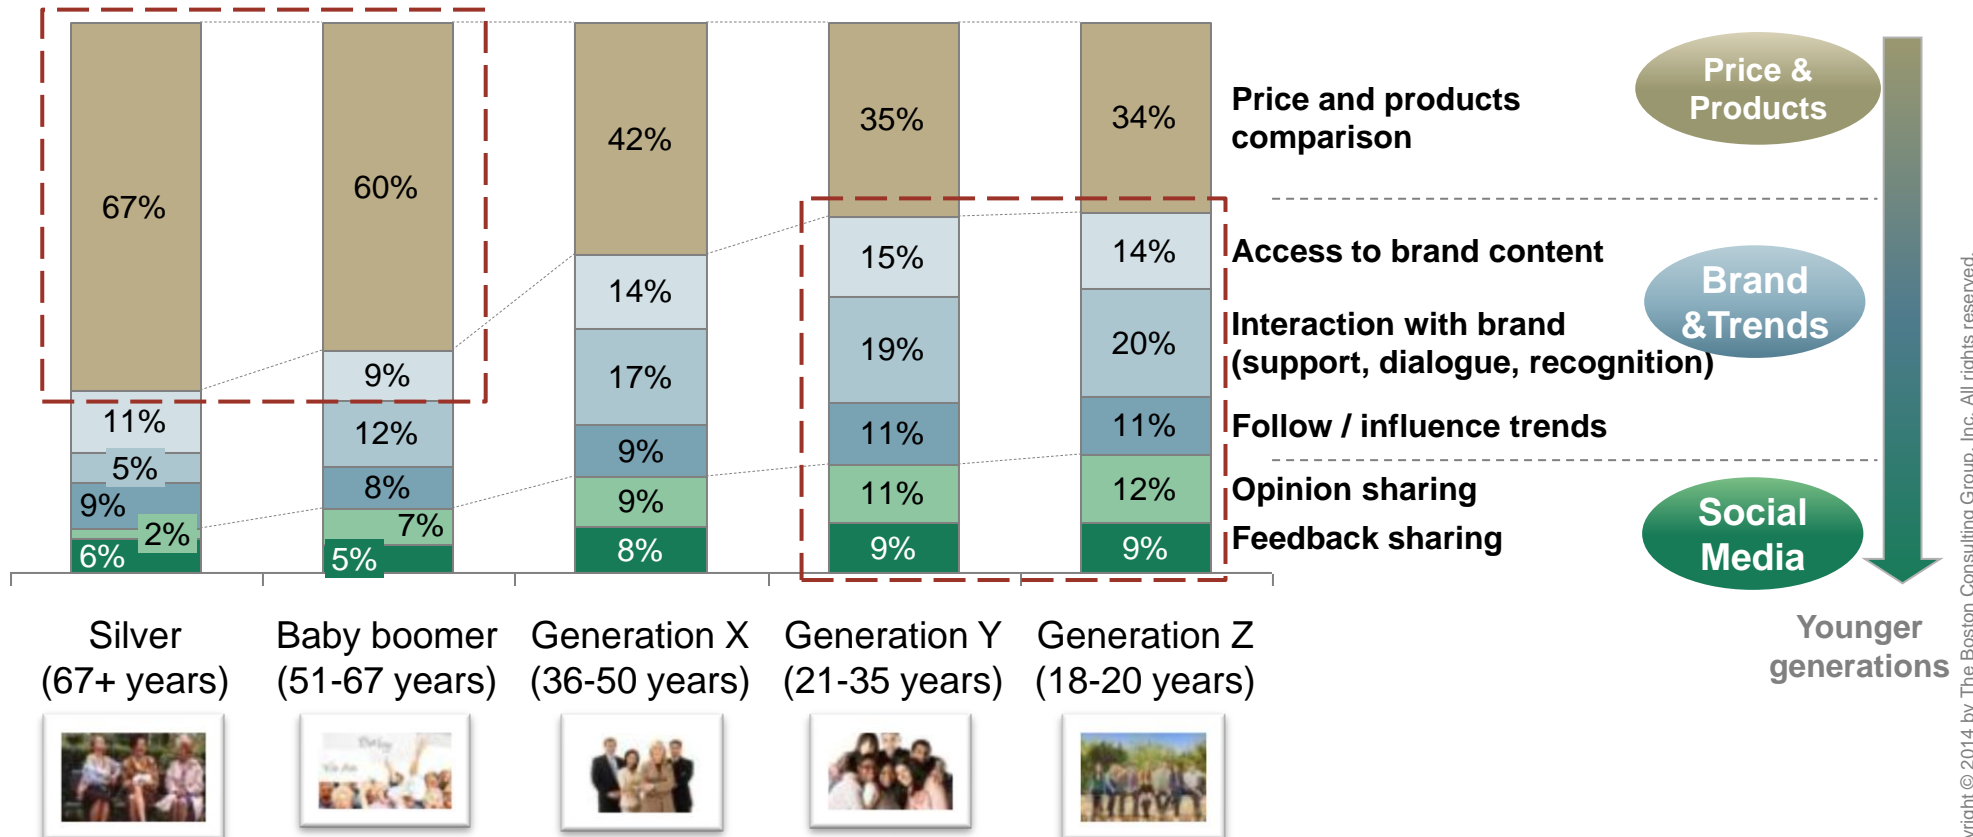 67%
11%
5%
9%
2%
6%
60%
9%
12%
8%
7%
5%
42%
14%
17%
9%
9%
8%
35%
15%
19%
11%
11%
9%
34%
14%
20%
11%
12%
9%
Price and products
comparison
Access to brand content
Interaction with brand
(support, dialogue, recognition)
Follow / influence trends
Opinion sharing
Feedback sharing
Price &
Products
Brand
&Trends
Social
Media
Younger
generations
Silver
(67+ years)
Baby boomer
(51-67 years)
Generation X
(36-50 years)
Generation Y
(21-35 years)
Generation Z
(18-20 years)
yright © 2014 by The Boston Consulting Group, Inc. All rights reserved.